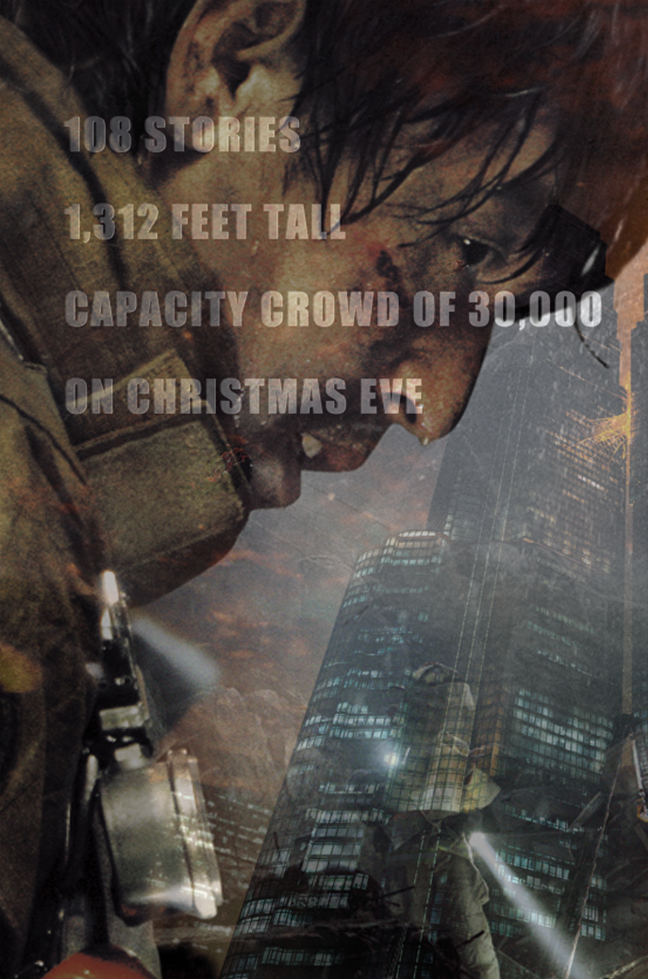 108 STORIES
1,312 FEET TALL
CAPACITY CROWD OF 30,000
ON CHRISTMAS EVE